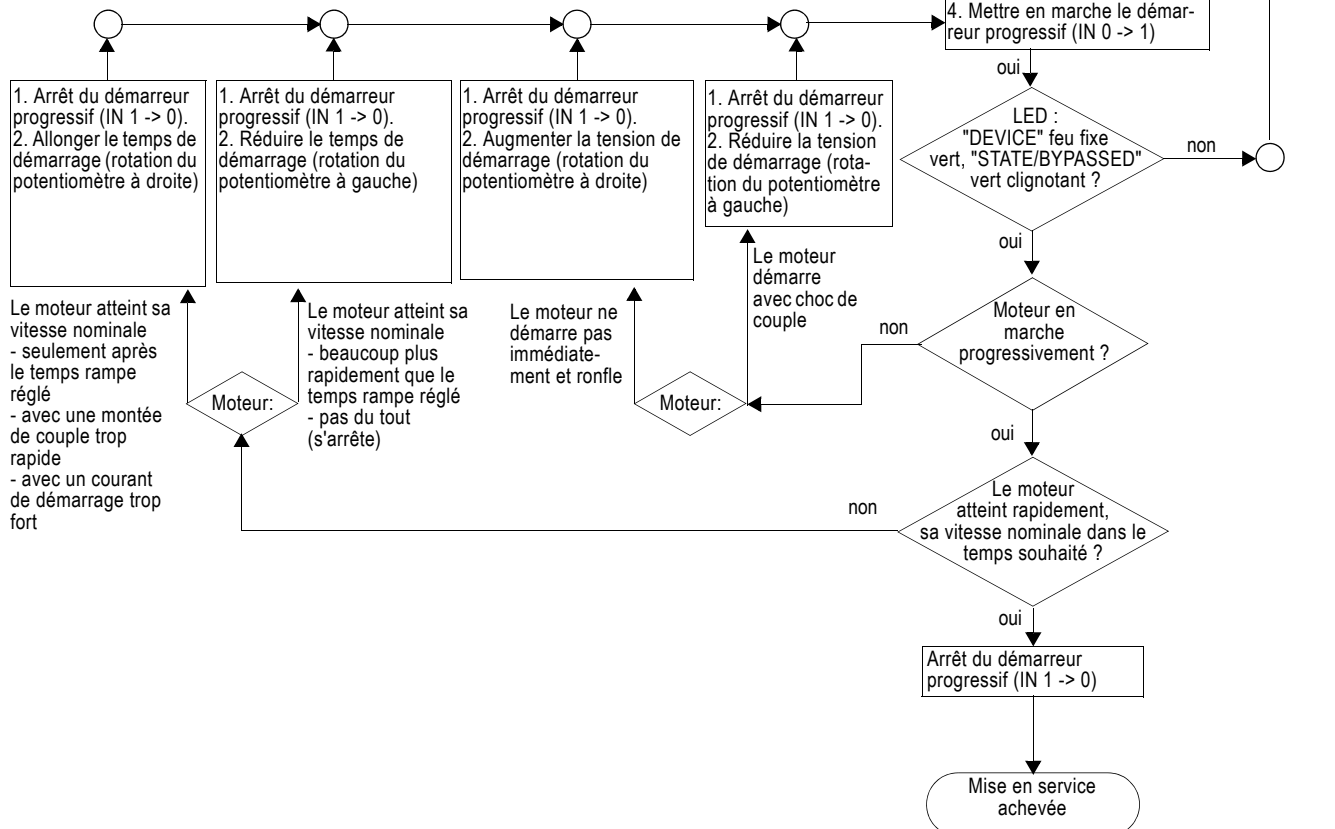 4. Mettre en marche le démar-
reur progressif (IN 0 -> 1)
oui
1. Arrêt du démarreur
progressif (IN 1 -> 0).
2. Allonger le temps de
démarrage (rotation du
potentiomètre à droite)
1. Arrêt du démarreur
progressif (IN 1 -> 0).
2. Réduire le temps de
démarrage (rotation du
potentiomètre à gauche)
1. Arrêt du démarreur
progressif (IN 1 -> 0).
2. Augmenter la tension de
démarrage (rotation du
potentiomètre à droite)
1. Arrêt du démarreur
progressif (IN 1 -> 0).
2. Réduire la tension
de démarrage (rota-
tion du potentiomètre
à gauche)
LED :
"DEVICE" feu fixe
vert, "STATE/BYPASSED"
vert clignotant ?
non
oui
Le moteur atteint sa
vitesse nominale
- seulement après
le temps rampe
réglé
- avec une montée
de couple trop
rapide
- avec un courant
de démarrage trop
fort
Moteur:
Le moteur atteint sa
vitesse nominale
- beaucoup plus
rapidement que le
temps rampe réglé
- pas du tout
(s'arrête)
Le moteur ne
démarre pas
immédiate-
ment et ronfle
Moteur:
Le moteur
démarre
avec choc de
couple
non
Moteur en
marche
progressivement ?
oui
non
Le moteur
atteint rapidement,
sa vitesse nominale dans le
temps souhaité ?
oui
Arrêt du démarreur
progressif (IN 1 -> 0)
Mise en service
achevée